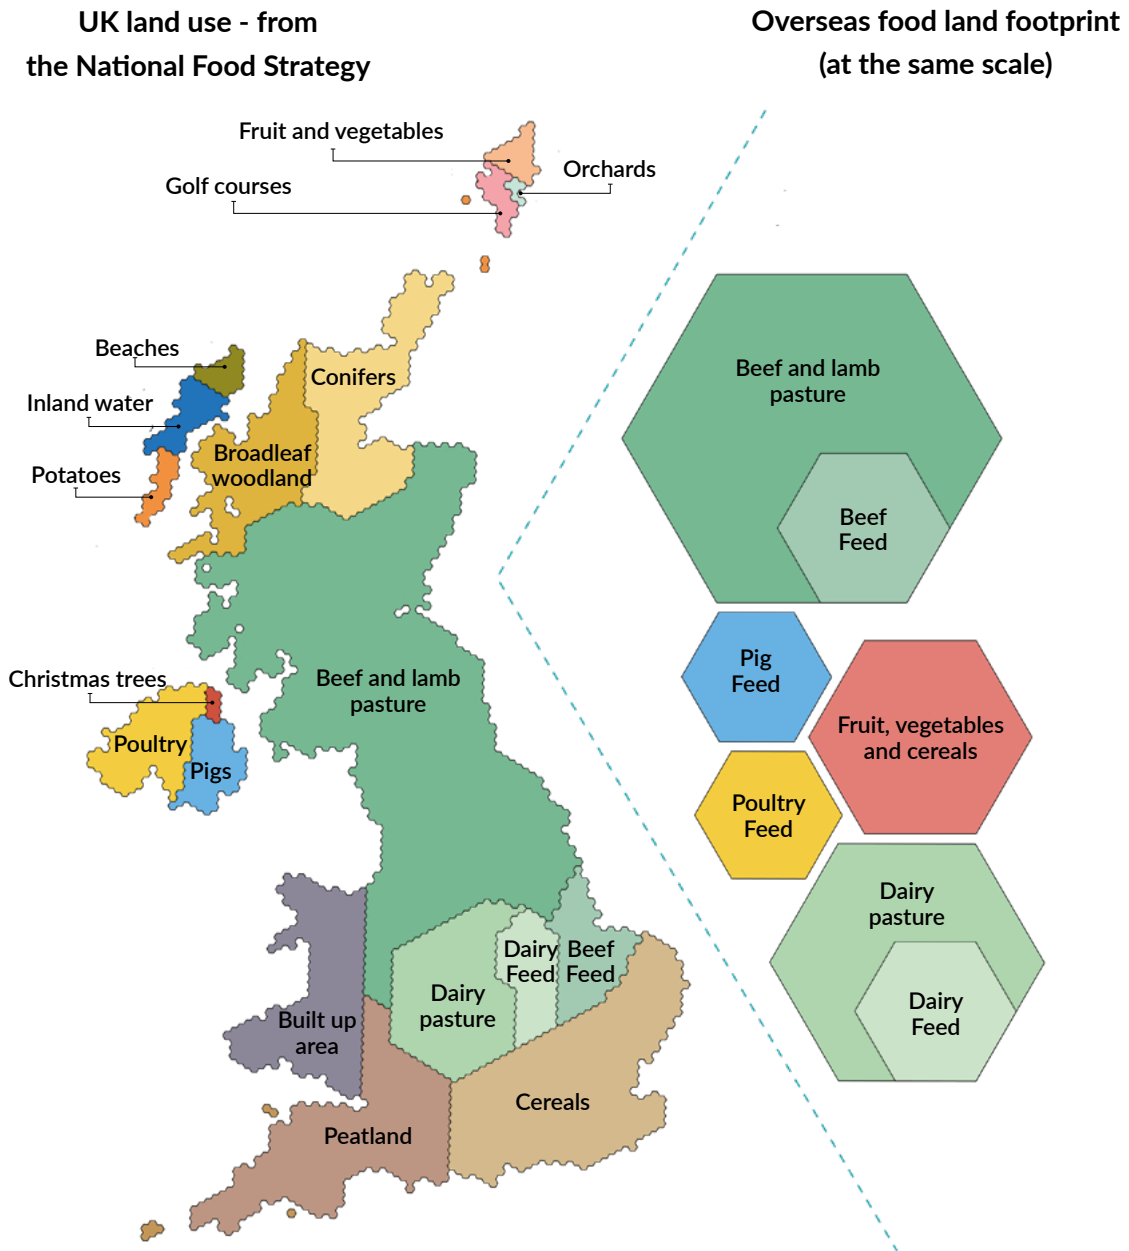 UK land use - from
the National Food Strategy
Overseas food land footprint
(at the same scale)
Fruit and vegetables
Orchards
Golf courses
Beaches
Conifers
Inland water
Broadleaf
woodland
Potatoes
Beef and lamb
pasture
Christmas trees
Poultry
Pigs
Dairy
Feed
Beef
Feed
Dairy
pasture
Built up
area
Cereals
Peatland
Beef and lamb
pasture
Beef
Feed
Pig
Feed
Fruit, vegetables
and cereals
Poultry
Feed
Dairy
pasture
Dairy
Feed